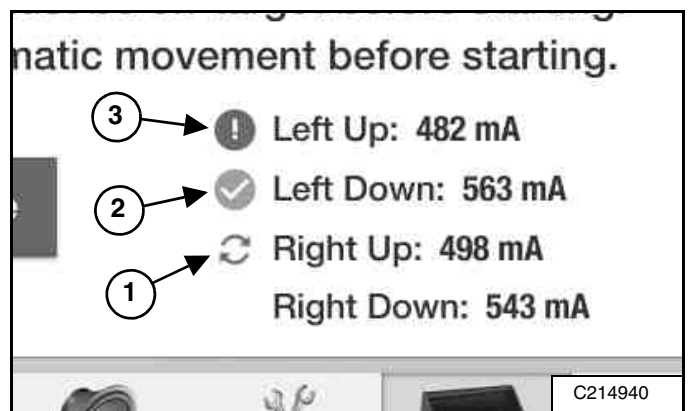 matic movement before starting.
3
Left Up: 482 mA
2
Left Down: 563 mA
1
Right Up: 498 mA
Right Down: 543 mA
C214940